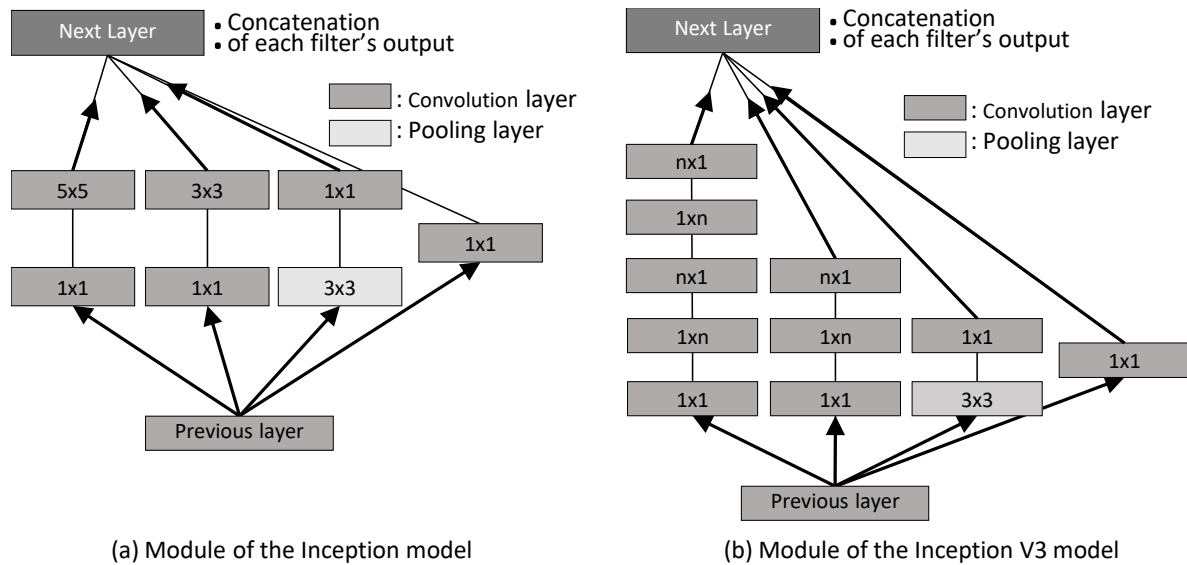 Next Layer
: Concatenation
of each filter's output
: Convolution layer
: Pooling layer
5x5 3x3 1x1
1x1
1x1 1x1 3x3
Previous layer
(a) Module of the Inception model
Next Layer
: Concatenation
of each filter's output
: Convolution layer
: Pooling layer
nx1
1xn
nx1 nx1
1xn 1xn 1x1
1x1
1x1 1x1 3x3
Previous layer
(b) Module of the Inception V3 model